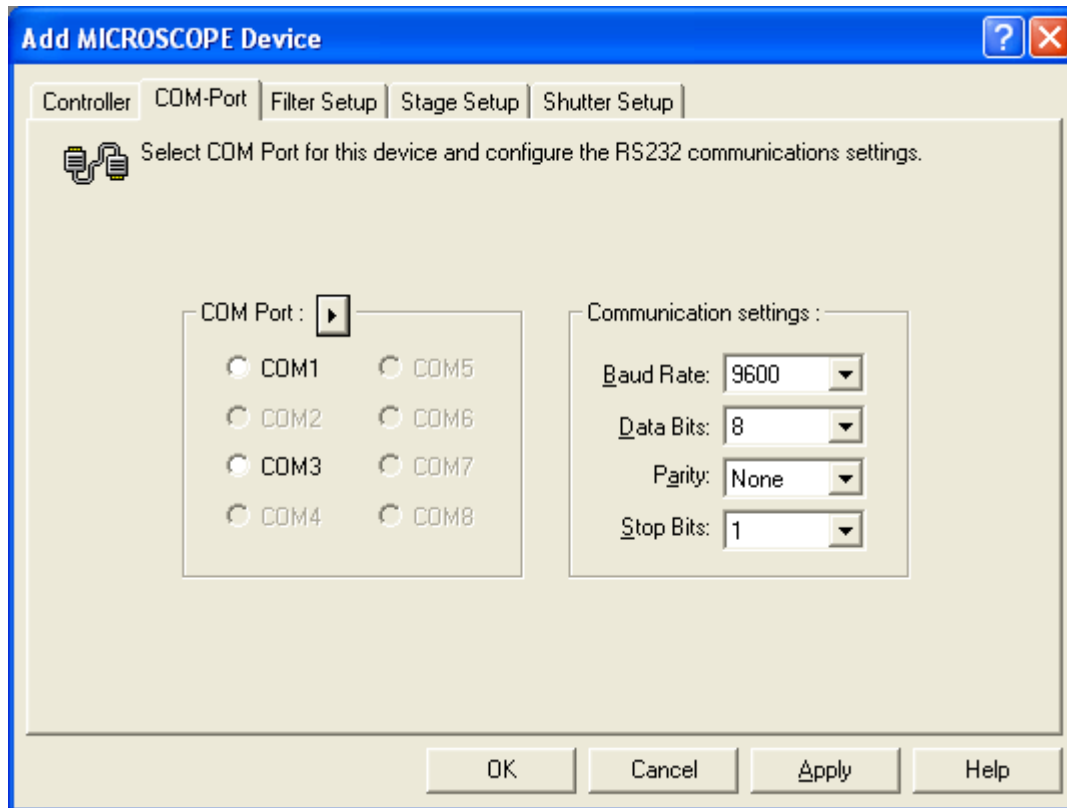 Add MICROSCOPE Device
Controller COM-Port Filter Setup Stage Setup Shutter Setup
Select COM Port for this device and configure the RS232 communications settings.
COM Port :
COM1 COM5
COM2 COM6
COM3 COM7
COM4 COM8
Communication settings :
Baud Rate: 9600
Data Bits: 8
Parity: None
Stop Bits: 1
OK Cancel Apply Help